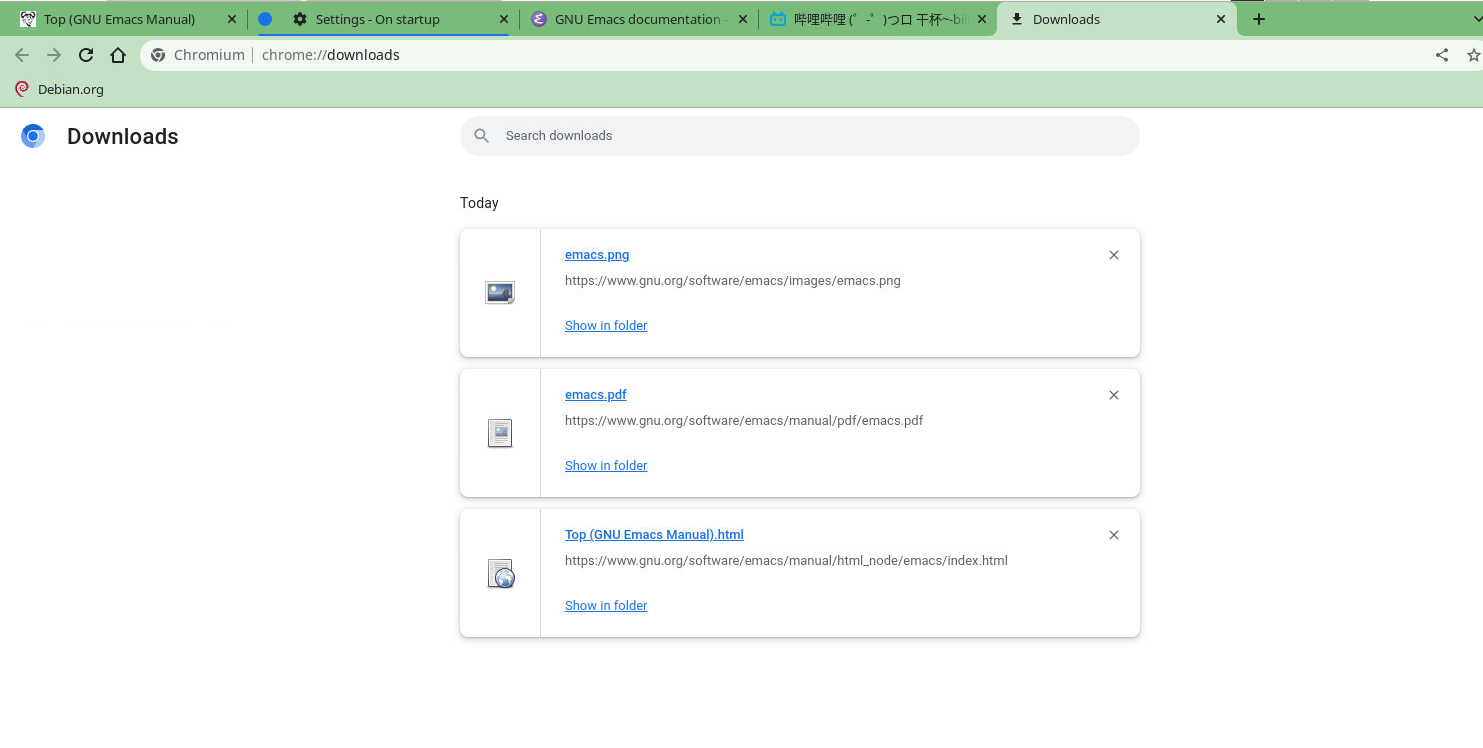 Top (GNU Emacs Manual)
Settings - On startup
GNU Emacs documentation -
哔哩哔哩 (゜-゜)つロ 干杯~-bili
Downloads
Chromium | chrome://downloads
Debian.org
Downloads
Search downloads
Today
emacs.png
https://www.gnu.org/software/emacs/images/emacs.png
Show in folder
emacs.pdf
https://www.gnu.org/software/emacs/manual/pdf/emacs.pdf
Show in folder
Top (GNU Emacs Manual).html
https://www.gnu.org/software/emacs/manual/html_node/emacs/index.html
Show in folder